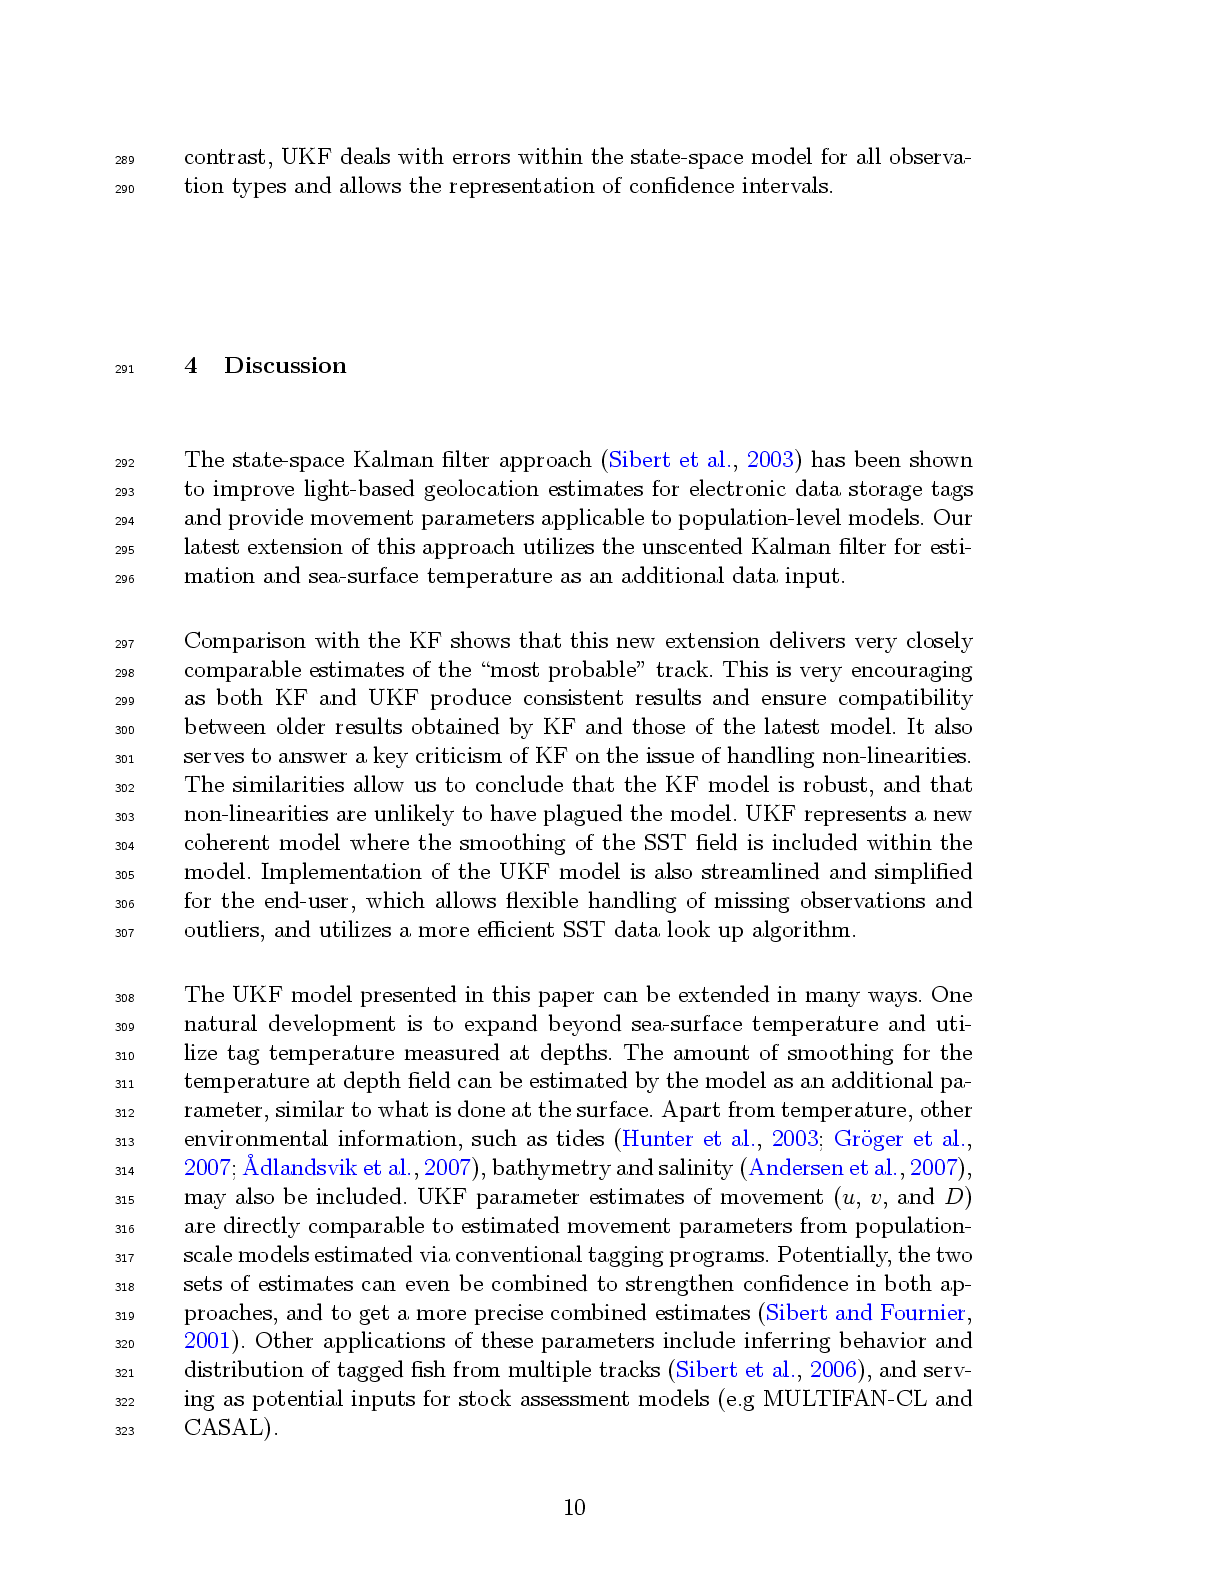 289 contrast, UKF deals with errors within the state-space model for all observa-
290 tion types and allows the representation of confidence intervals.
291 4 Discussion
292 The state-space Kalman filter approach (Sibert et al., 2003) has been shown
293 to improve light-based geolocation estimates for electronic data storage tags
294 and provide movement parameters applicable to population-level models. Our
295 latest extension of this approach utilizes the unscented Kalman filter for esti-
296 mation and sea-surface temperature as an additional data input.
297 Comparison with the KF shows that this new extension delivers very closely
298 comparable estimates of the “most probable” track. This is very encouraging
299 as both KF and UKF produce consistent results and ensure compatibility
300 between older results obtained by KF and those of the latest model. It also
301 serves to answer a key criticism of KF on the issue of handling non-linearities.
302 The similarities allow us to conclude that the KF model is robust, and that
303 non-linearities are unlikely to have plagued the model. UKF represents a new
304 coherent model where the smoothing of the SST field is included within the
305 model. Implementation of the UKF model is also streamlined and simplified
306 for the end-user, which allows flexible handling of missing observations and
307 outliers, and utilizes a more efficient SST data look up algorithm.
308 The UKF model presented in this paper can be extended in many ways. One
309 natural development is to expand beyond sea-surface temperature and uti-
310 lize tag temperature measured at depths. The amount of smoothing for the
311 temperature at depth field can be estimated by the model as an additional pa-
312 rameter, similar to what is done at the surface. Apart from temperature, other
313 environmental information, such as tides (Hunter et al., 2003; Gröger et al.,
314 2007; Ådlandsvik et al., 2007), bathymetry and salinity (Andersen et al., 2007),
315 may also be included. UKF parameter estimates of movement (u, v, and D)
316 are directly comparable to estimated movement parameters from population-
317 scale models estimated via conventional tagging programs. Potentially, the two
318 sets of estimates can even be combined to strengthen confidence in both ap-
319 proaches, and to get a more precise combined estimates (Sibert and Fournier,
320 2001). Other applications of these parameters include inferring behavior and
321 distribution of tagged fish from multiple tracks (Sibert et al., 2006), and serv-
322 ing as potential inputs for stock assessment models (e.g MULTIFAN-CL and
323 CASAL).
10